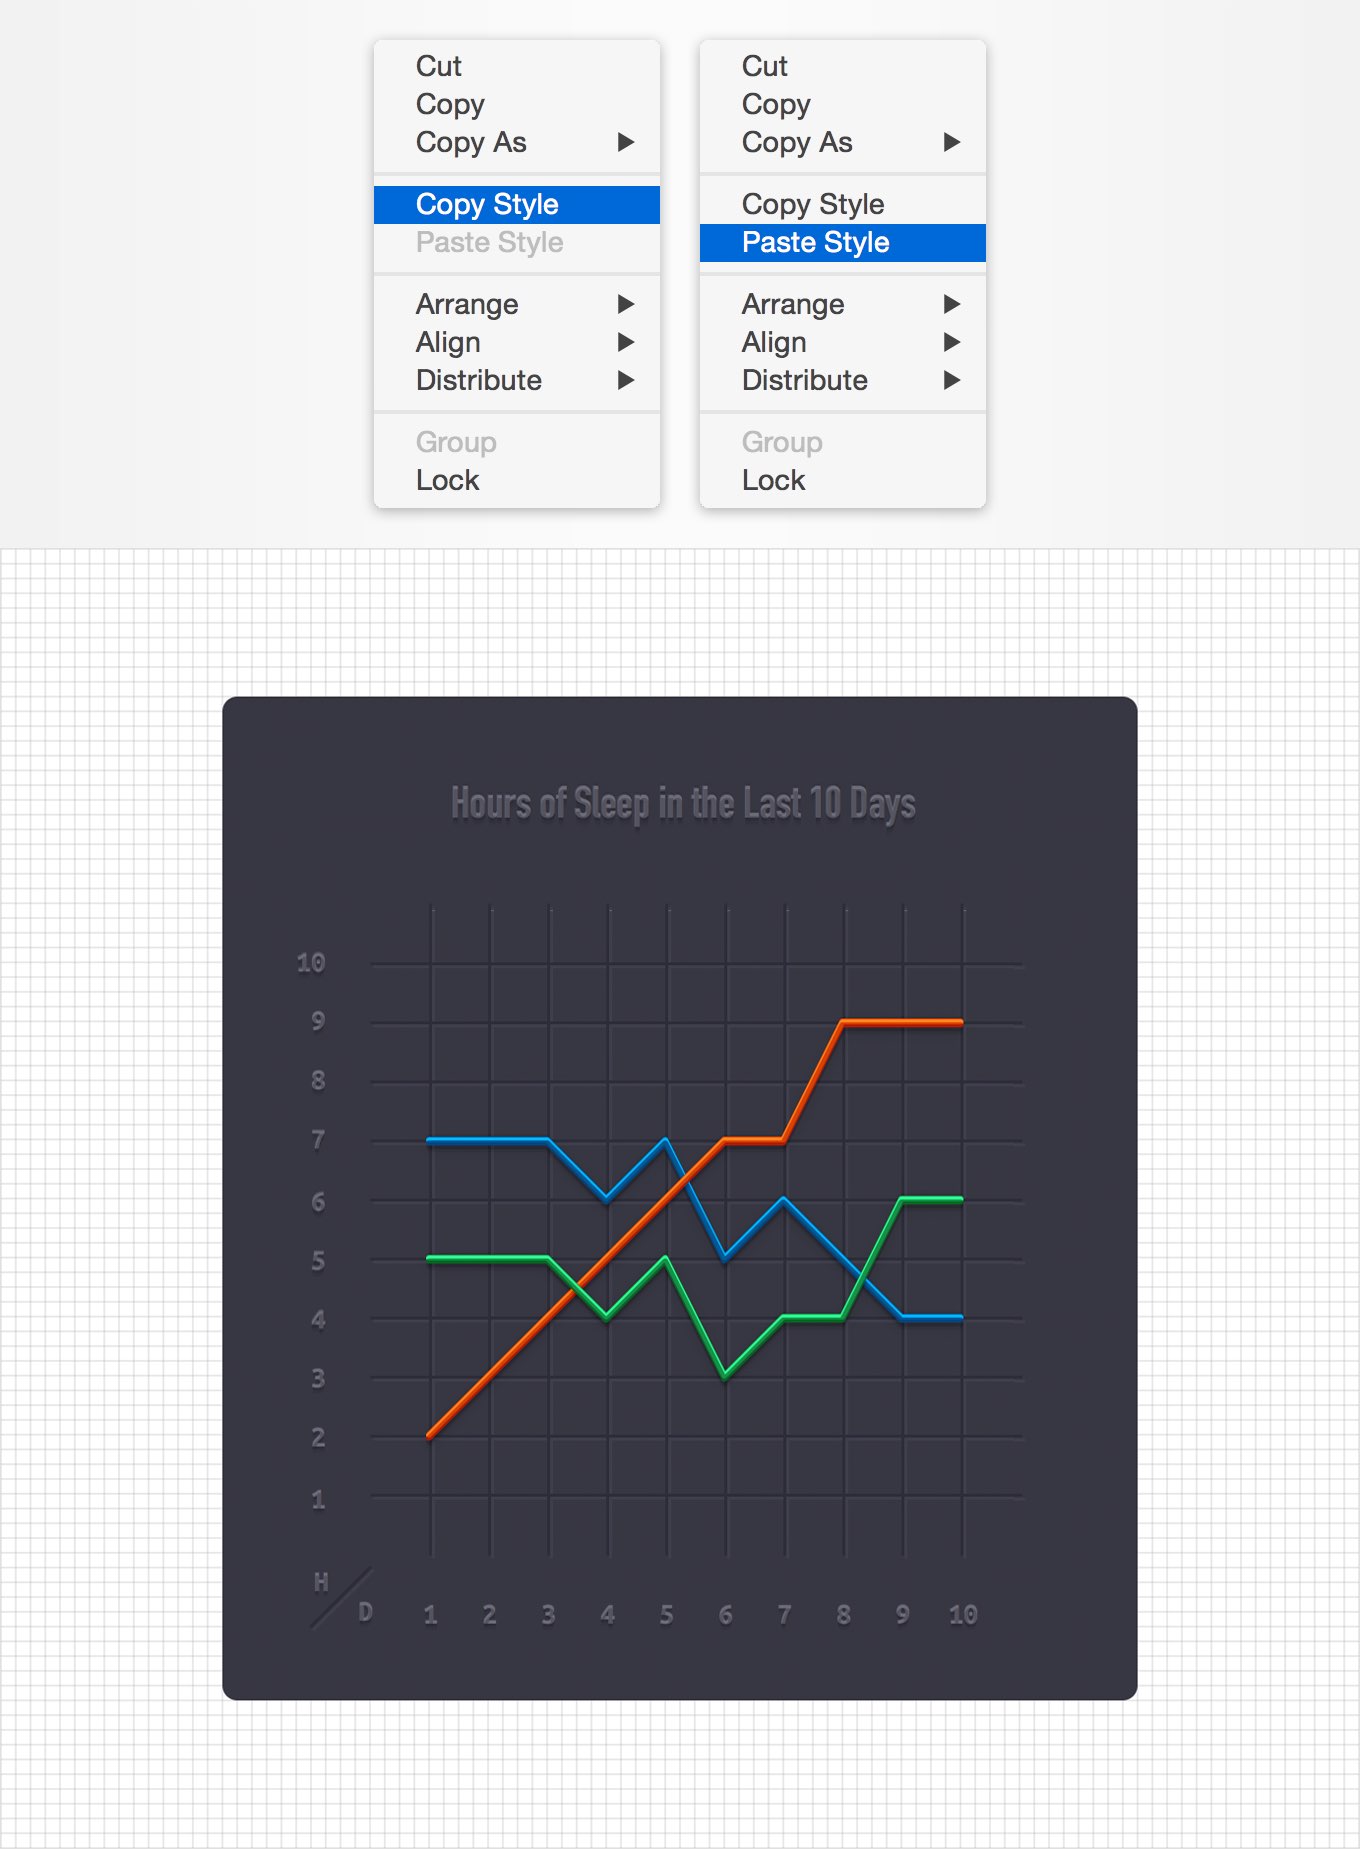 Cut
Copy
Copy As
Copy Style
Paste Style
Arrange
Align
Distribute
Group
Lock
Cut
Copy
Copy As
Copy Style
Paste Style
Arrange
Align
Distribute
Group
Lock
Hours of Sleep in the Last 10 Days
10
9
8
7
6
5
4
3
2
1
H
D 1 2 3 4 5 6 7 8 9 10